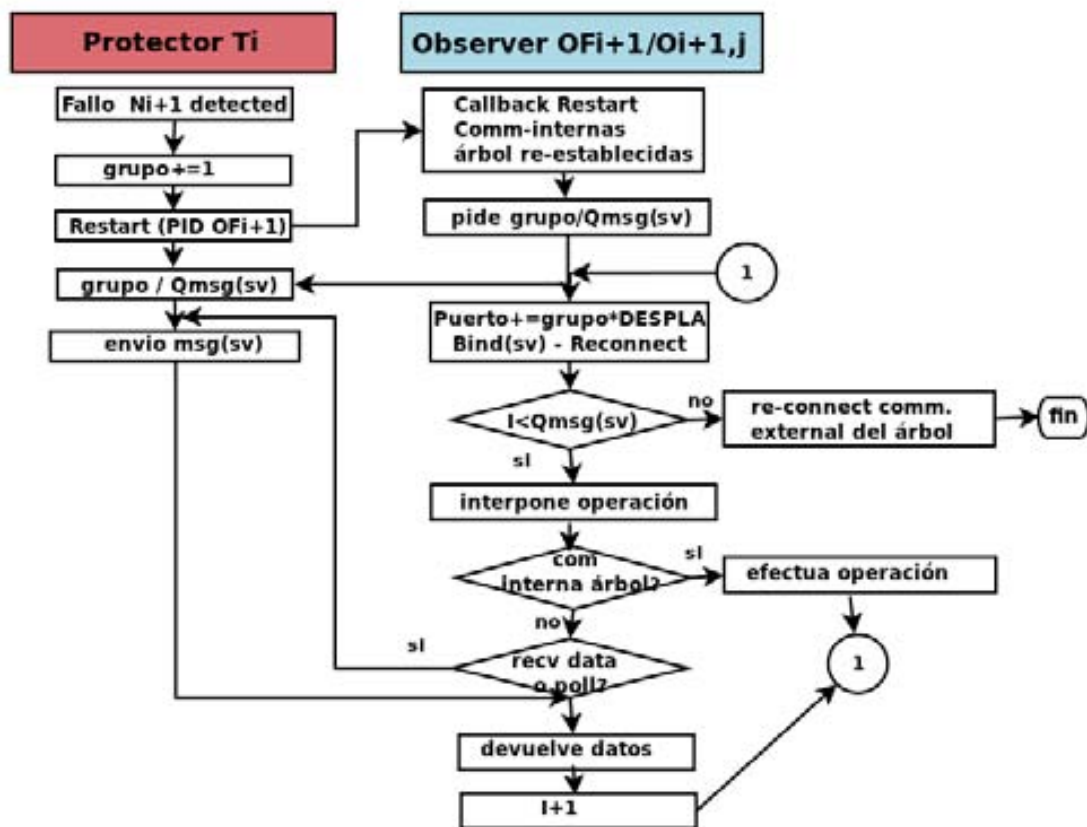 Protector Ti
Observer OFi+1/Oi+1,j
Fallo Ni+1 detected
grupo+=1
Restart (PID OFi+1)
grupo / Qmsg(sv)
envio msg(sv)
Callback Restart
Comm-internas
árbol re-establecidas
pide grupo/Qmsg(sv)
1
Puerto+=grupo*DESPLA
Bind(sv) - Reconnect
I<Qmsg(sv)
no
re-connect comm.
external del árbol
fin
sI
interpone operación
com
interna árbol?
sI
efectua operación
no
1
sI
recv data
o poll?
devuelve datos
I+1